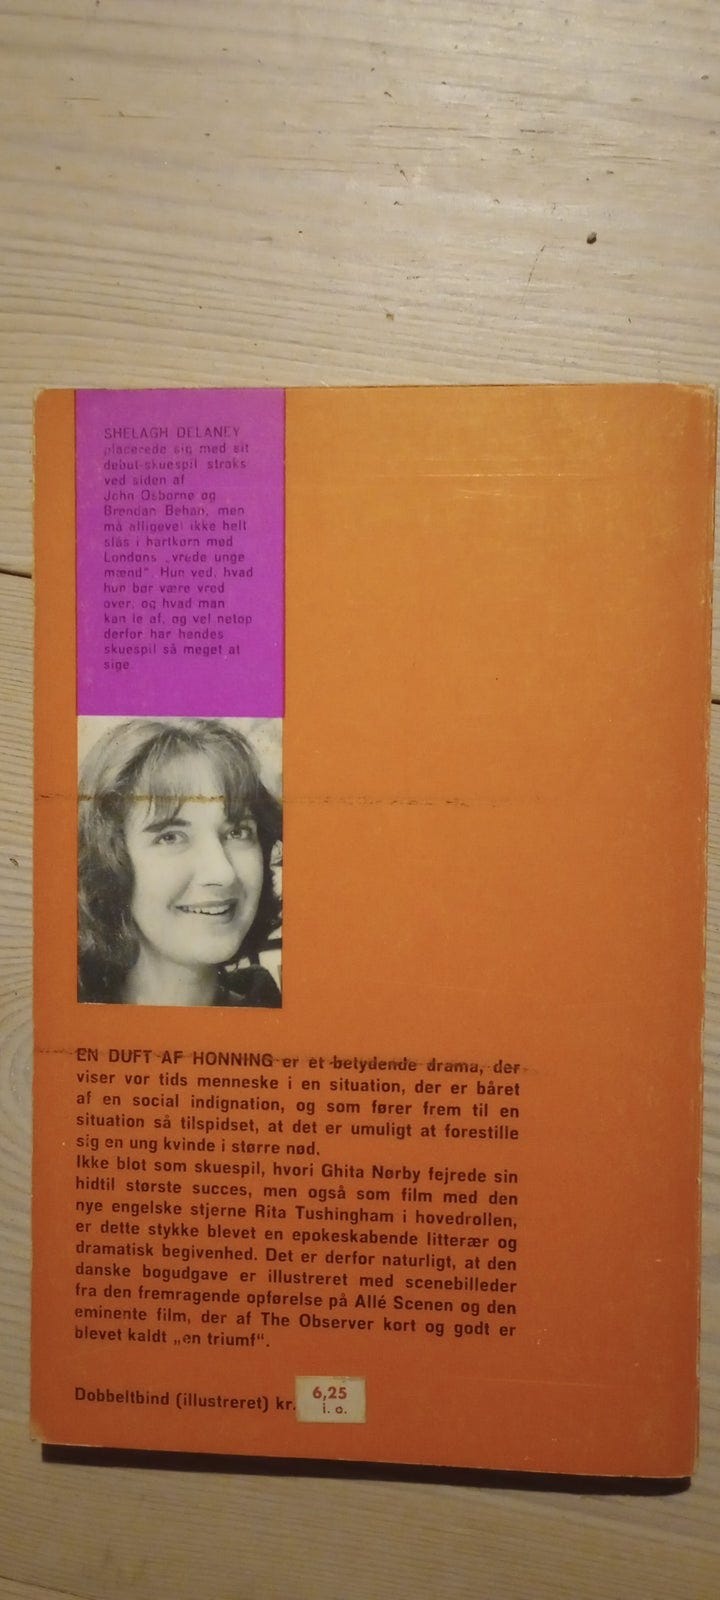 SHELAGH DELANEY
placerede sig med sit
debut-skuespil straks
ved siden af
John Osborne og
Brendan Behan, men
må alligevel ikke helt
slås i hartkorn med
Londons „vrede unge
mænd". Hun ved, hvad
hun bør være vred
over, og hvad man
kan le af, og vel netop
derfor har hendes
skuespil så meget at
sige.
EN DUFT AF HONNING er et betydende drama, der
viser vor tids menneske i en situation, der er båret
af en social indignation, og som fører frem til en
situation så tilspidset, at det er umuligt at forestille
sig en ung kvinde i større nød.
Ikke blot som skuespil, hvori Ghita Nørby fejrede sin
hidtil største succes, men også som film med den
nye engelske stjerne Rita Tushingham i hovedrollen,
er dette stykke blevet en epokeskabende litterær og
dramatisk begivenhed. Det er derfor naturligt, at den
danske bogudgave er illustreret med scenebilleder
fra den fremragende opførelse på Allé Scenen og den
eminente film, der af The Observer kort og godt er
blevet kaldt „en triumf".
Dobbeltbind (illustreret) kr. 6,25
i. o.